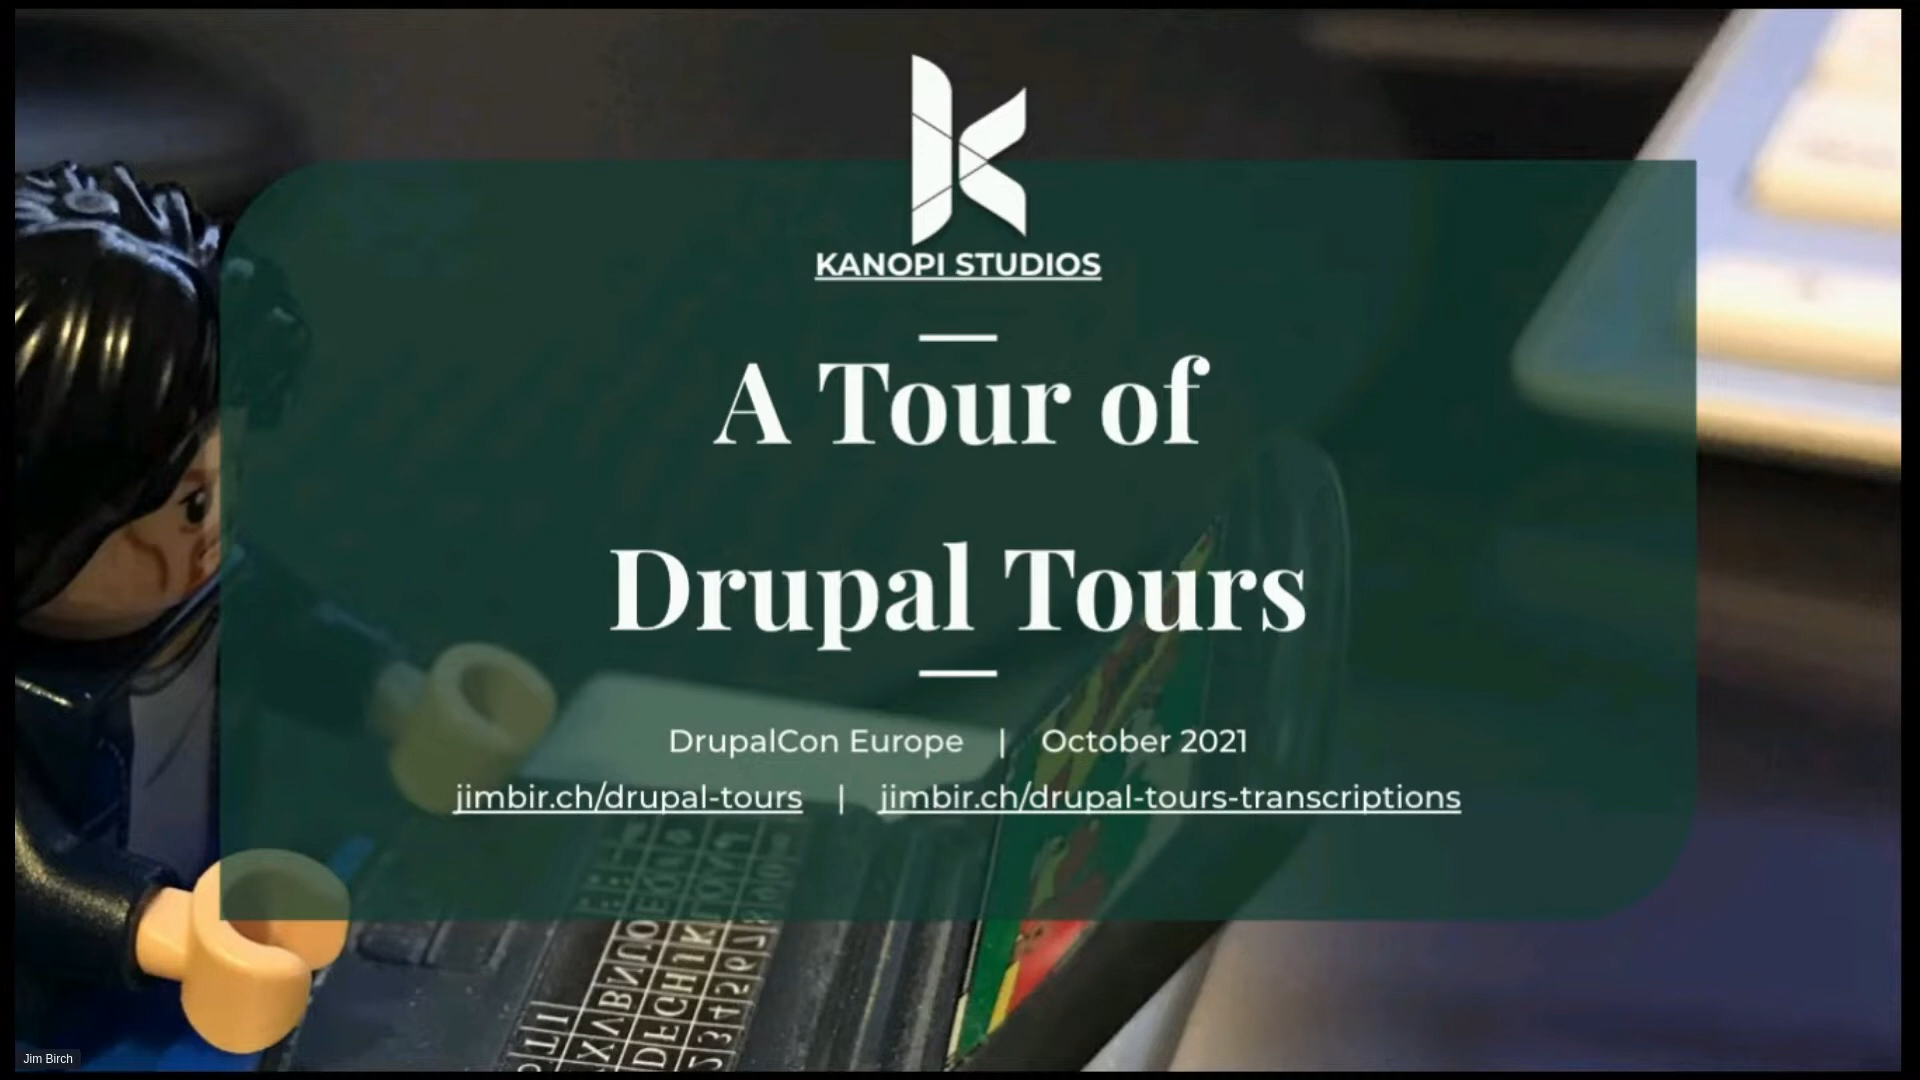 KANOPI STUDIOS
A Tour of
Drupal Tours
DrupalCon Europe | October 2021
jimbir.ch/drupal-tours | jimbir.ch/drupal-tours-transcriptions
Jim Birch